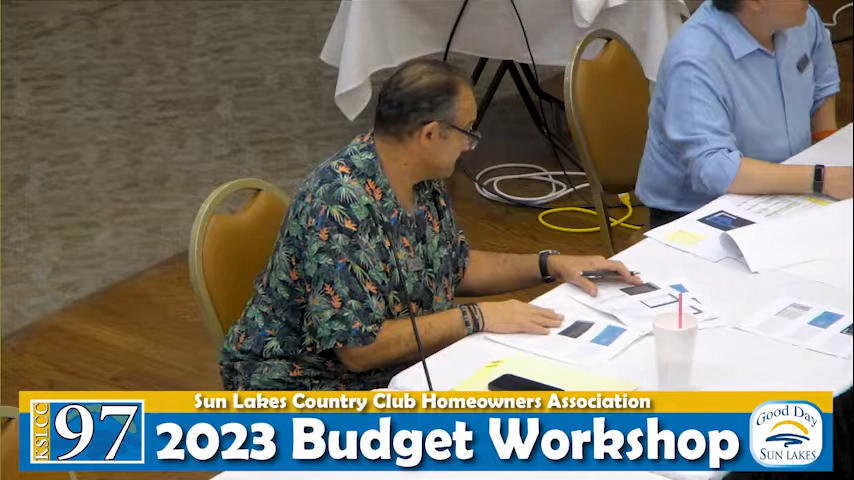 Sun Lakes Country Club Homeowners Association
KSLCC
97
2023 Budget Workshop
Good Day
SUN LAKES